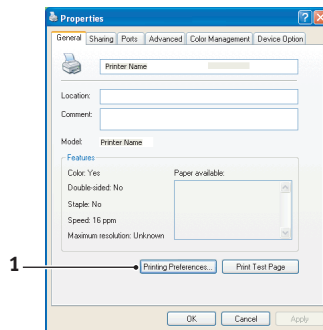 Properties
General Sharing Ports Advanced Color Management Device Option
Printer Name
Location:
Comment:
Model: Printer Name
Features
Color: Yes Paper available:
Double-sided: No
Staple: No
Speed: 16 ppm
Maximum resolution: Unknown
1 Printing Preferences... Print Test Page
OK Cancel Apply